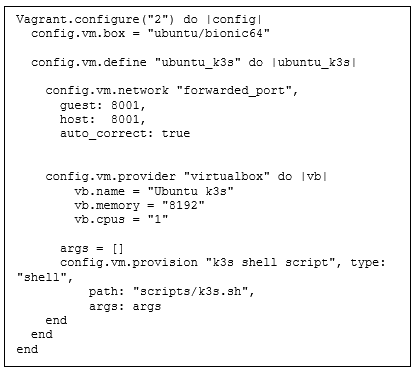 Vagrant.configure("2") do |config|
  config.vm.box = "ubuntu/bionic64"
  config.vm.define "ubuntu_k3s" do |ubuntu_k3s|
    config.vm.network "forwarded_port",
      guest: 8001,
      host:  8001,
      auto_correct: true
    config.vm.provider "virtualbox" do |vb|
        vb.name = "Ubuntu k3s"
        vb.memory = "8192"
        vb.cpus = "1"
      args = []
      config.vm.provision "k3s shell script", type:
"shell",
          path: "scripts/k3s.sh",
          args: args
    end
  end
end